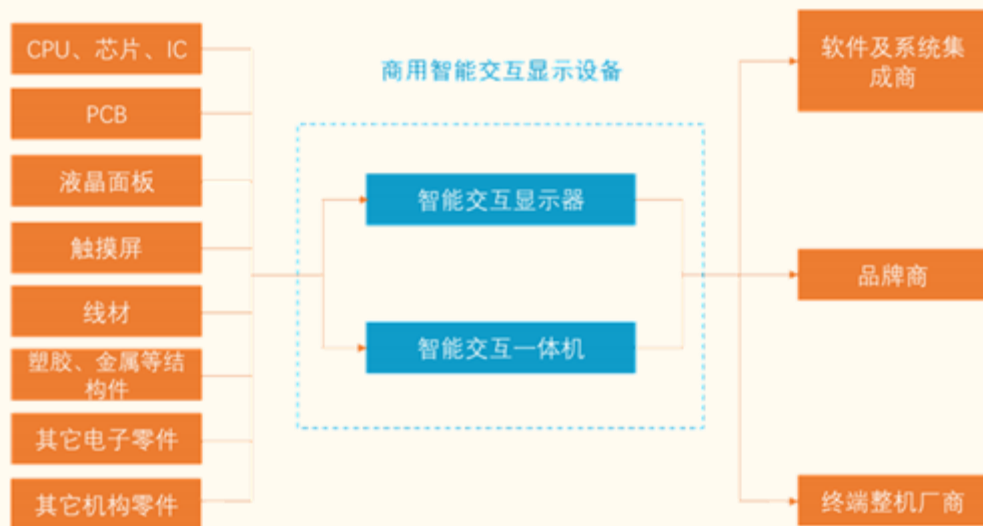 CPU、芯片、IC
PCB
液晶面板
触摸屏
线材
塑胶、金属等结
构件
其它电子零件
其它机构零件
商用智能交互显示设备
智能交互显示器
智能交互一体机
软件及系统集
成商
品牌商
终端整机厂商